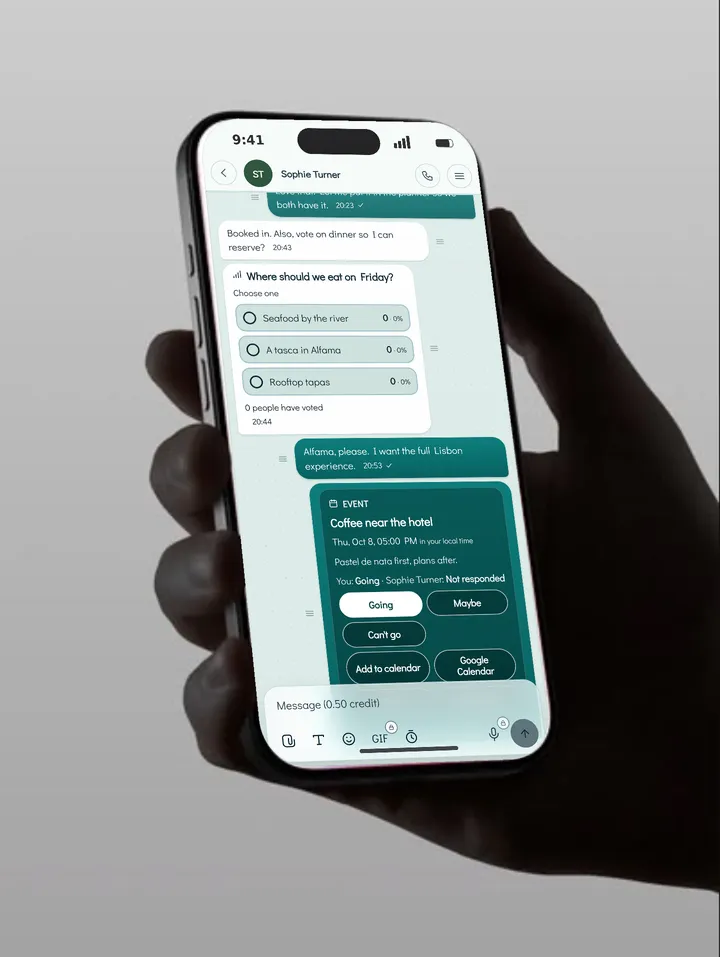 9:41
ST
Sophie Turner
both have it. 20:23 ✓
Booked in. Also, vote on dinner so I can
reserve? 20:43
Where should we eat on Friday?
Choose one
Seafood by the river 0 · 0%
A tasca in Alfama 0 · 0%
Rooftop tapas 0 · 0%
0 people have voted
20:44
Alfama, please. I want the full Lisbon
experience. 20:53 ✓
EVENT
Coffee near the hotel
Thu, Oct 8, 05:00 PM in your local time
Pastel de nata first, plans after.
You: Going · Sophie Turner: Not responded
Going
Maybe
Can't go
Add to calendar
Google
Calendar
Message (0.50 credit)
T
GIF